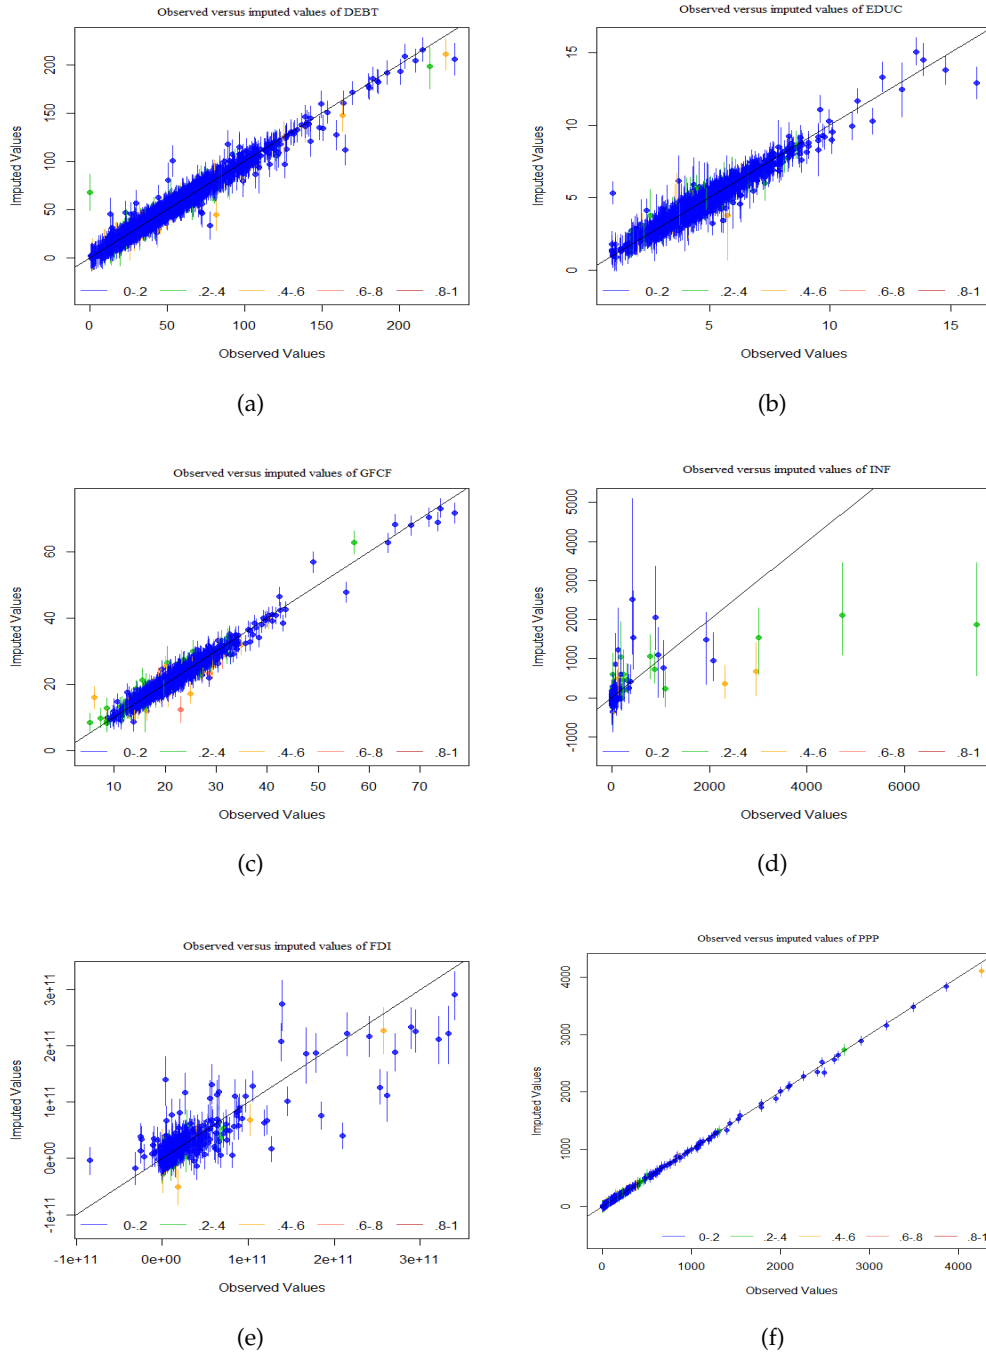 Observed versus imputed values of DEBT
Imputed Values
0 50 100 150 200
0-.2 .2-.4 .4-.6 .6-.8 .8-1
0 50 100 150 200
Observed Values
(a)
Observed versus imputed values of EDUC
Imputed Values
0 5 10 15
0-.2 .2-.4 .4-.6 .6-.8 .8-1
5 10 15
Observed Values
(b)
Observed versus imputed values of GFCF
Imputed Values
0 20 40 60
0-.2 .2-.4 .4-.6 .6-.8 .8-1
10 20 30 40 50 60 70
Observed Values
(c)
Observed versus imputed values of INF
Imputed Values
-1000 0 1000 2000 3000 4000 5000
0-.2 .2-.4 .4-.6 .6-.8 .8-1
0 2000 4000 6000
Observed Values
(d)
Observed versus imputed values of FDI
Imputed Values
-1e+11 0e+00 1e+11 2e+11 3e+11
0-.2 .2-.4 .4-.6 .6-.8 .8-1
-1e+11 0e+00 1e+11 2e+11 3e+11
Observed Values
(e)
Observed versus imputed values of PPP
Imputed Values
0 1000 2000 3000 4000
0-.2 .2-.4 .4-.6 .6-.8 .8-1
0 1000 2000 3000 4000
Observed Values
(f)